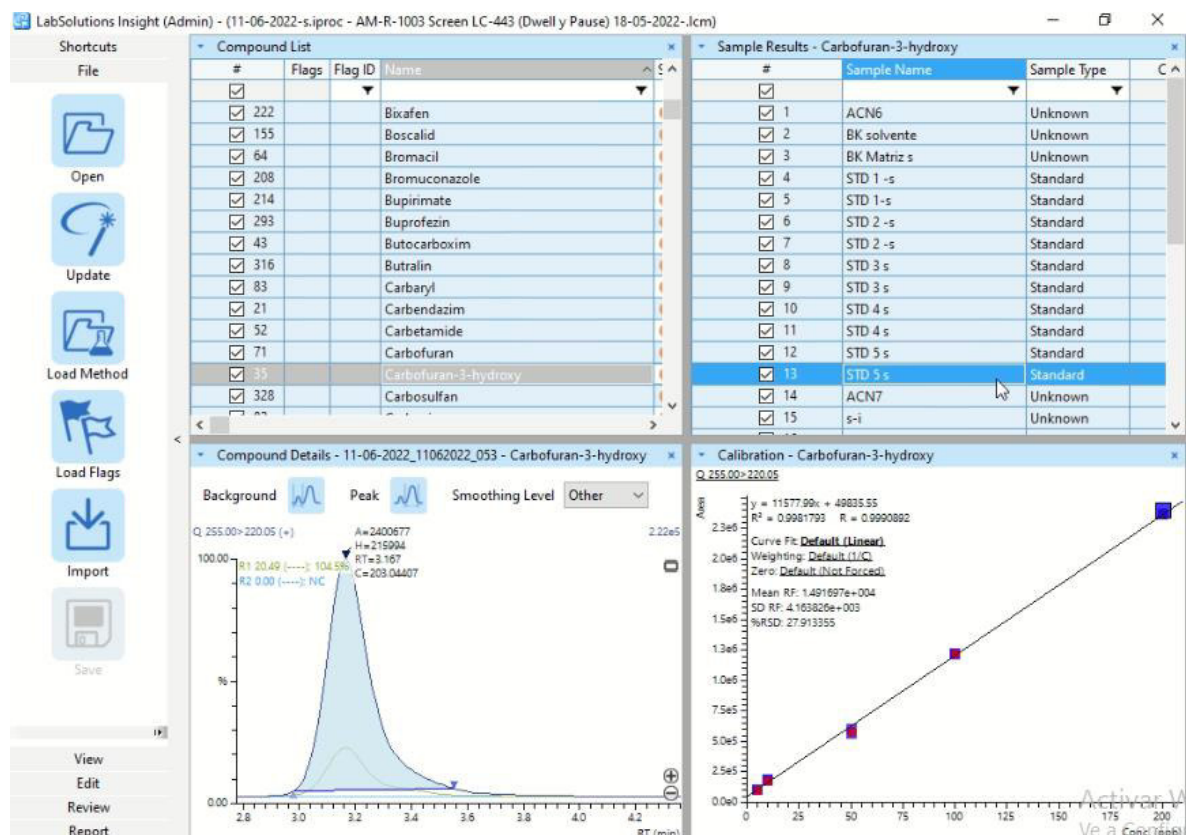 LabSolutions Insight (Admin) - (11-06-2022-s.iproc - AM-R-1003 Screen LC-443 (Dwell y Pause) 18-05-2022-.lcm)
Shortcuts
File
Open
Update
Load Method
Load Flags
Import
Save
View
Edit
Review
Report
Compound List
# Flags Flag ID Name
222 Bixafen
155 Boscalid
64 Bromacil
208 Bromuconazole
214 Bupirimate
293 Buprofezin
43 Butocarboxim
316 Butralin
83 Carbaryl
21 Carbendazim
52 Carbetamide
71 Carbofuran
35 Carbofuran-3-hydroxy
328 Carbosulfan
Sample Results - Carbofuran-3-hydroxy
# Sample Name Sample Type
1 ACN6 Unknown
2 BK solvente Unknown
3 BK Matriz s Unknown
4 STD 1 -s Standard
5 STD 1-s Standard
6 STD 2 -s Standard
7 STD 2 -s Standard
8 STD 3 s Standard
9 STD 3 s Standard
10 STD 4 s Standard
11 STD 4 s Standard
12 STD 5 s Standard
13 STD 5 s Standard
14 ACN7 Unknown
15 s-i Unknown
Compound Details - 11-06-2022_11062022_053 - Carbofuran-3-hydroxy
Background Peak Smoothing Level Other
Q 255.00>220.05 (+) 2.22e5
A=2400677
H=215994
RT=3.167
C=203.04407
R1 20.49 (----); 104.5%
R2 0.00 (----); NC
100.00
%
0.00
2.8 3.0 3.2 3.4 3.6 3.8 4.0 4.2
RT (min)
Calibration - Carbofuran-3-hydroxy
Q 255.00>220.05
Area
y = 11577.99x + 49835.55
R² = 0.9981793 R = 0.9990892
Curve Fit: Default (Linear)
Weighting: Default (1/C)
Zero: Default (Not Forced)
Mean RF: 1.491697e+004
SD RF: 4.163826e+003
%RSD: 27.913355
2.3e6
2.0e6
1.8e6
1.5e6
1.3e6
1.0e6
7.5e5
5.0e5
2.5e5
0.0e0
0 25 50 75 100 125 150 175 200
Conc. (ppb)
Activar W